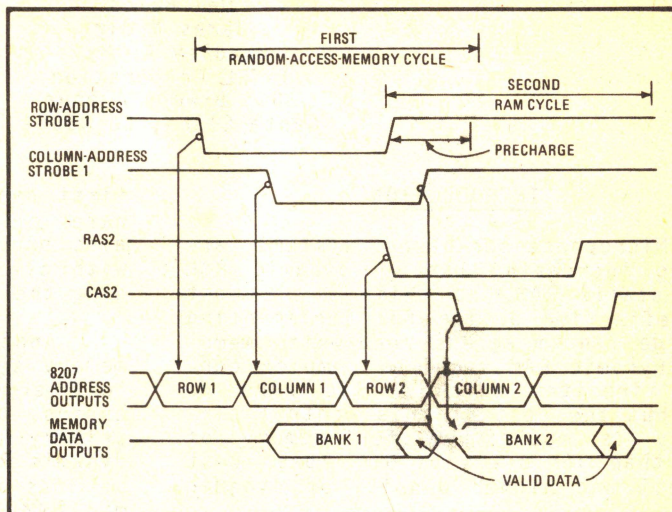 FIRST
RANDOM-ACCESS-MEMORY CYCLE
SECOND
RAM CYCLE
ROW-ADDRESS
STROBE 1
PRECHARGE
COLUMN-ADDRESS
STROBE 1
RAS2
CAS2
8207
ADDRESS
OUTPUTS
ROW 1
COLUMN 1
ROW 2
COLUMN 2
MEMORY
DATA
OUTPUTS
BANK 1
BANK 2
VALID DATA